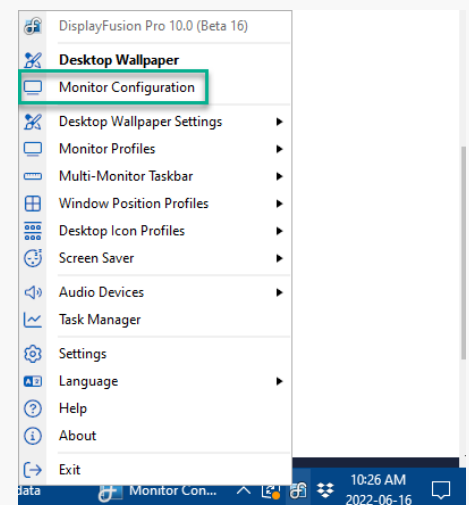 DisplayFusion Pro 10.0 (Beta 16)
Desktop Wallpaper
Monitor Configuration
Desktop Wallpaper Settings
Monitor Profiles
Multi-Monitor Taskbar
Window Position Profiles
Desktop Icon Profiles
Screen Saver
Audio Devices
Task Manager
Settings
Language
Help
About
Exit
data
Monitor Con...
10:26 AM
2022-06-16